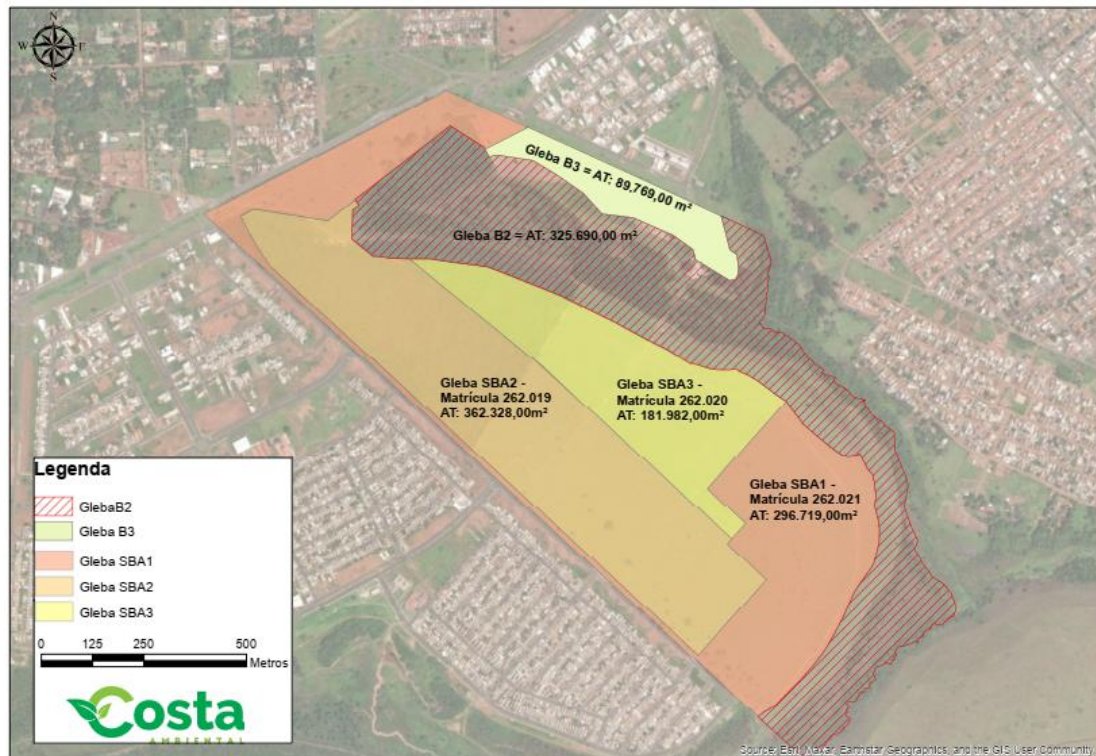 N
W E
S
Gleba B3 = AT: 89,769,00 m²
Gleba B2 = AT: 325.690,00 m²
Gleba SBA2 -
Matrícula 262.019
AT: 362.328,00m²
Gleba SBA3 -
Matrícula 262.020
AT: 181.982,00m²
Gleba SBA1 -
Matrícula 262.021
AT: 296.719,00m²
Legenda
GlebaB2
Gleba B3
Gleba SBA1
Gleba SBA2
Gleba SBA3
0 125 250 500
Metros
Costa
AMBIENTAL
Source: Esri, Maxar, Earthstar Geographics, and the GIS User Community